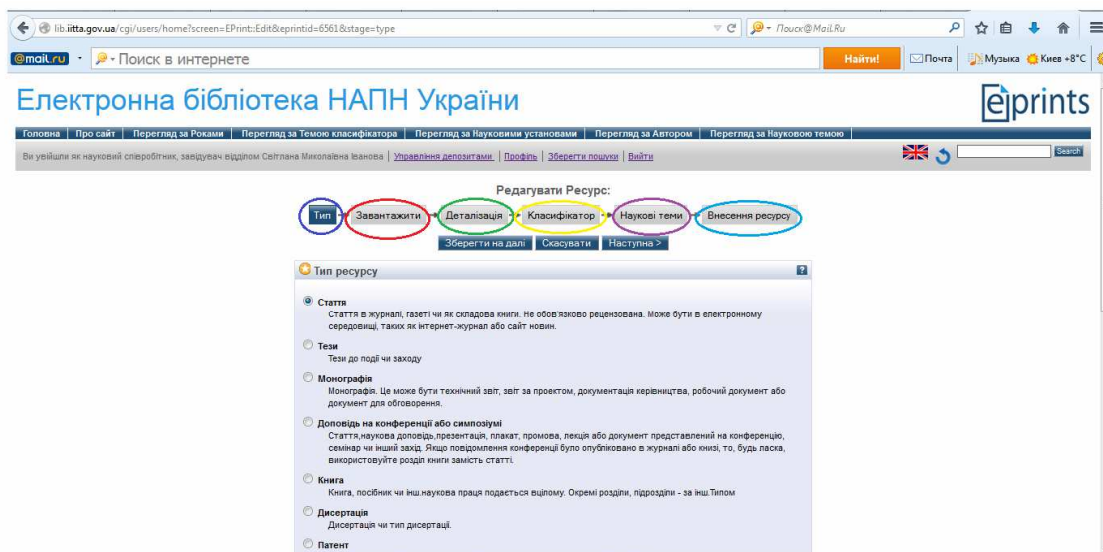 lib.iitta.gov.ua/cgi/users/home?screen=EPrint::Edit&eprintid=6561&stage=type
Поиск@Mail.Ru
@mail.ru Поиск в интернете Найти! Почта Музыка Киев +8°C
Електронна бібліотека НАПН України
eprints
Головна Про сайт Перегляд за Роками Перегляд за Темою класифікатора Перегляд за Науковими установами Перегляд за Автором Перегляд за Науковою темою
Ви увійшли як науковий співробітник, завідувач відділом Світлана Миколаївна Іванова | Управління депозитами | Профіль | Зберегти пошуки | Вийти
Search
Редагувати Ресурс:
Тип Завантажити Деталізація Класифікатор Наукові теми Внесення ресурсу
Зберегти на далі Скасувати Наступна >
Тип ресурсу
?
Стаття
Стаття в журналі, газеті чи як складова книги. Не обов'язково рецензована. Може бути в електронному
середовищі, таких як інтернет-журнал або сайт новин.
Тези
Тези до події чи заходу
Монографія
Монографія. Це може бути технічний звіт, звіт за проектом, документація керівництва, робочий документ або
документ для обговорення.
Доповідь на конференції або симпозіумі
Стаття,наукова доповідь,презентація, плакат, промова, лекція або документ представлений на конференцію,
семінар чи інший захід. Якщо повідомлення конференції було опубліковано в журналі або книзі, то, будь ласка,
використовуйте розділ книги замість статті.
Книга
Книга, посібник чи інш.наукова праця подається вцілому. Окремі розділи, підрозділи - за інш.Типом
Дисертація
Дисертація чи тип дисертації.
Патент